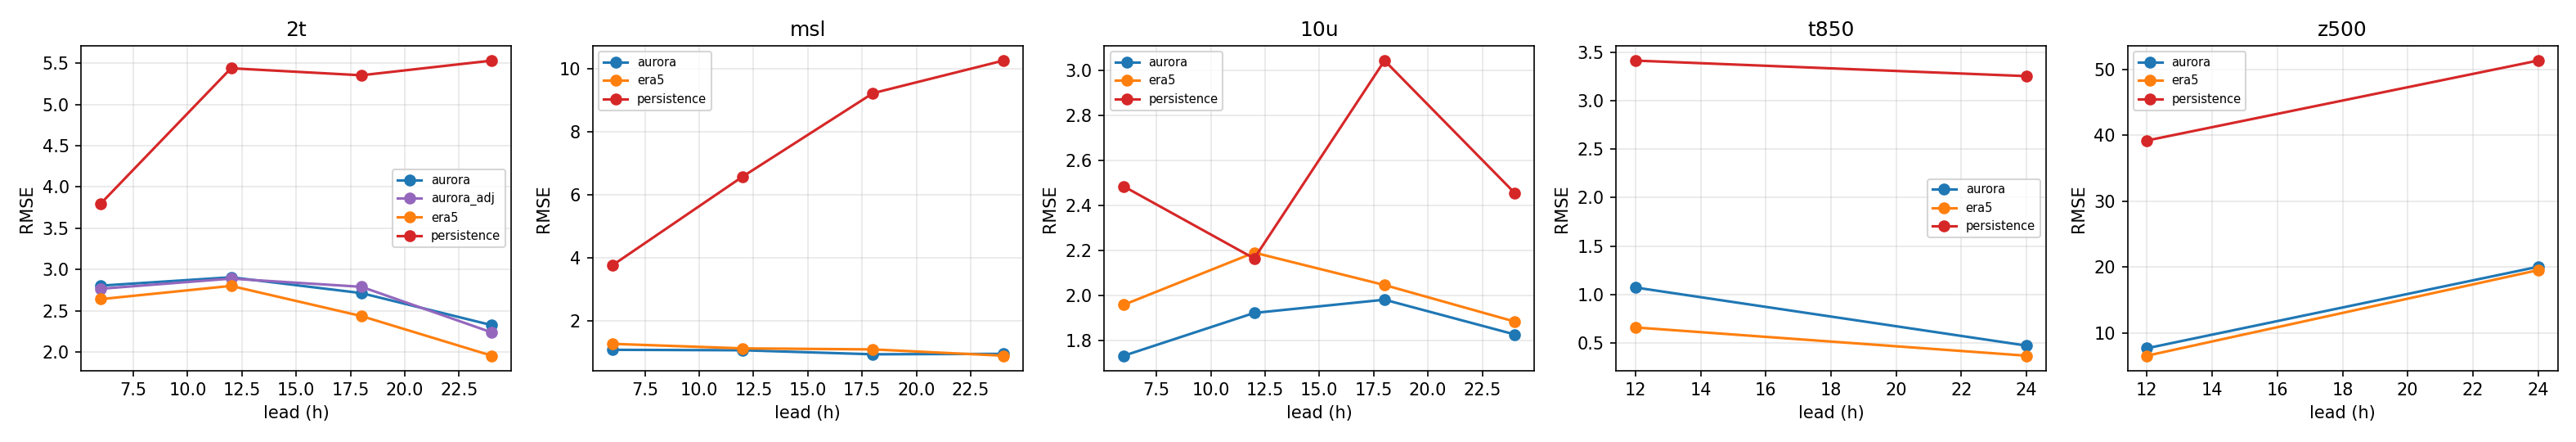 2t
RMSE
5.5
5.0
4.5
4.0
3.5
3.0
2.5
2.0
aurora
aurora_adj
era5
persistence
7.5 10.0 12.5 15.0 17.5 20.0 22.5
lead (h)
msl
RMSE
10
8
6
4
2
aurora
era5
persistence
7.5 10.0 12.5 15.0 17.5 20.0 22.5
lead (h)
10u
RMSE
3.0
2.8
2.6
2.4
2.2
2.0
1.8
aurora
era5
persistence
7.5 10.0 12.5 15.0 17.5 20.0 22.5
lead (h)
t850
RMSE
3.5
3.0
2.5
2.0
1.5
1.0
0.5
aurora
era5
persistence
12 14 16 18 20 22 24
lead (h)
z500
RMSE
50
40
30
20
10
aurora
era5
persistence
12 14 16 18 20 22 24
lead (h)